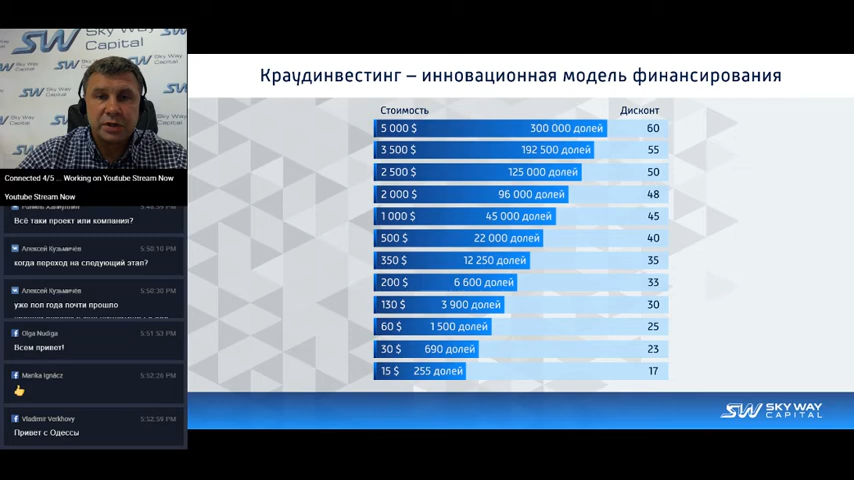 SKY WAY
Capital
SW
Connected 4/5 ... Working on Youtube Stream Now
Youtube Stream Now
Всё таки проект или компания?
Алексей Кузьмичёв 5:50:10 PM
когда переход на следующий этап?
Алексей Кузьмичёв 5:50:30 PM
уже пол года почти прошло
Olga Nudiga 5:51:53 PM
Всем привет!
Marika Ignácz 5:52:26 PM
Vladimir Verkhovy 5:52:59 PM
Привет с Одессы
Краудинвестинг – инновационная модель финансирования
Стоимость Дисконт
5 000 $ 300 000 долей 60
3 500 $ 192 500 долей 55
2 500 $ 125 000 долей 50
2 000 $ 96 000 долей 48
1 000 $ 45 000 долей 45
500 $ 22 000 долей 40
350 $ 12 250 долей 35
200 $ 6 600 долей 33
130 $ 3 900 долей 30
60 $ 1 500 долей 25
30 $ 690 долей 23
15 $ 255 долей 17
SW SKY WAY
CAPITAL